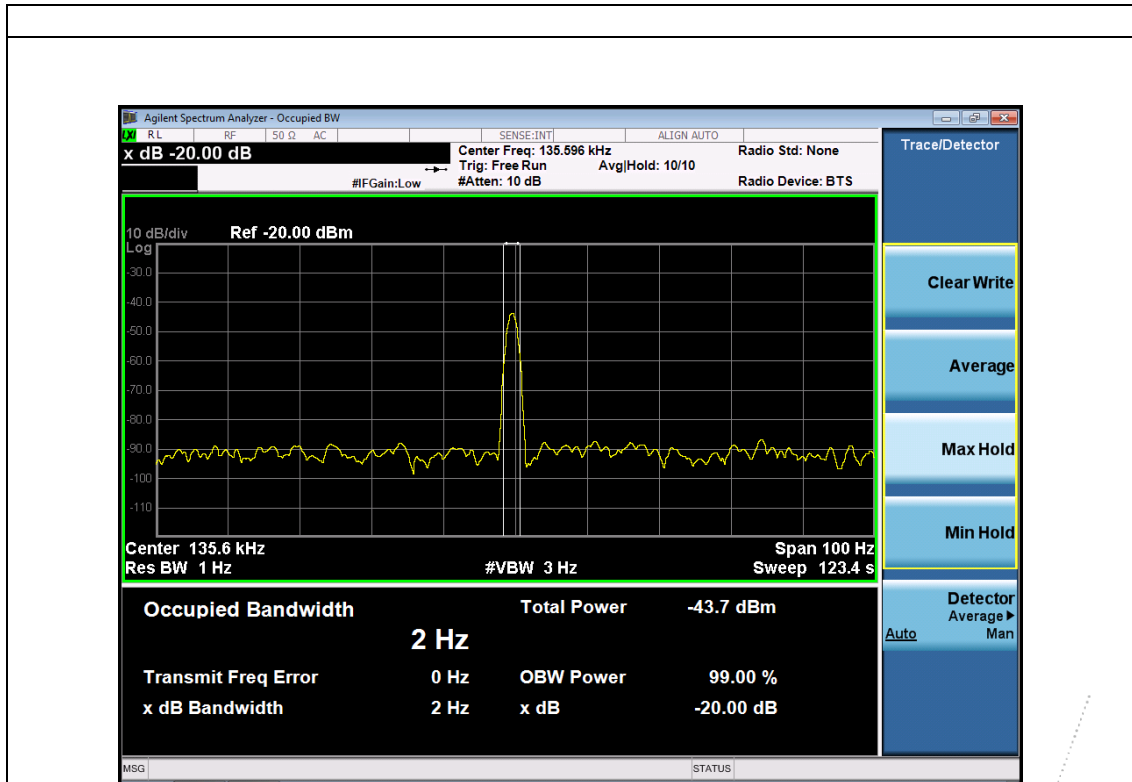 Agilent Spectrum Analyzer - Occupied BW
LXI RL RF 50 Ω AC SENSE:INT ALIGN AUTO
x dB -20.00 dB
Center Freq: 135.596 kHz Radio Std: None
Trig: Free Run Avg|Hold: 10/10
#IFGain:Low #Atten: 10 dB Radio Device: BTS
Trace/Detector
10 dB/div Ref -20.00 dBm
Log
-30.0
-40.0
-50.0
-60.0
-70.0
-80.0
-90.0
-100
-110
Center 135.6 kHz Span 100 Hz
Res BW 1 Hz #VBW 3 Hz Sweep 123.4 s
Occupied Bandwidth Total Power -43.7 dBm
2 Hz
Transmit Freq Error 0 Hz OBW Power 99.00 %
x dB Bandwidth 2 Hz x dB -20.00 dB
MSG STATUS
Clear Write
Average
Max Hold
Min Hold
Detector
Average
Auto Man